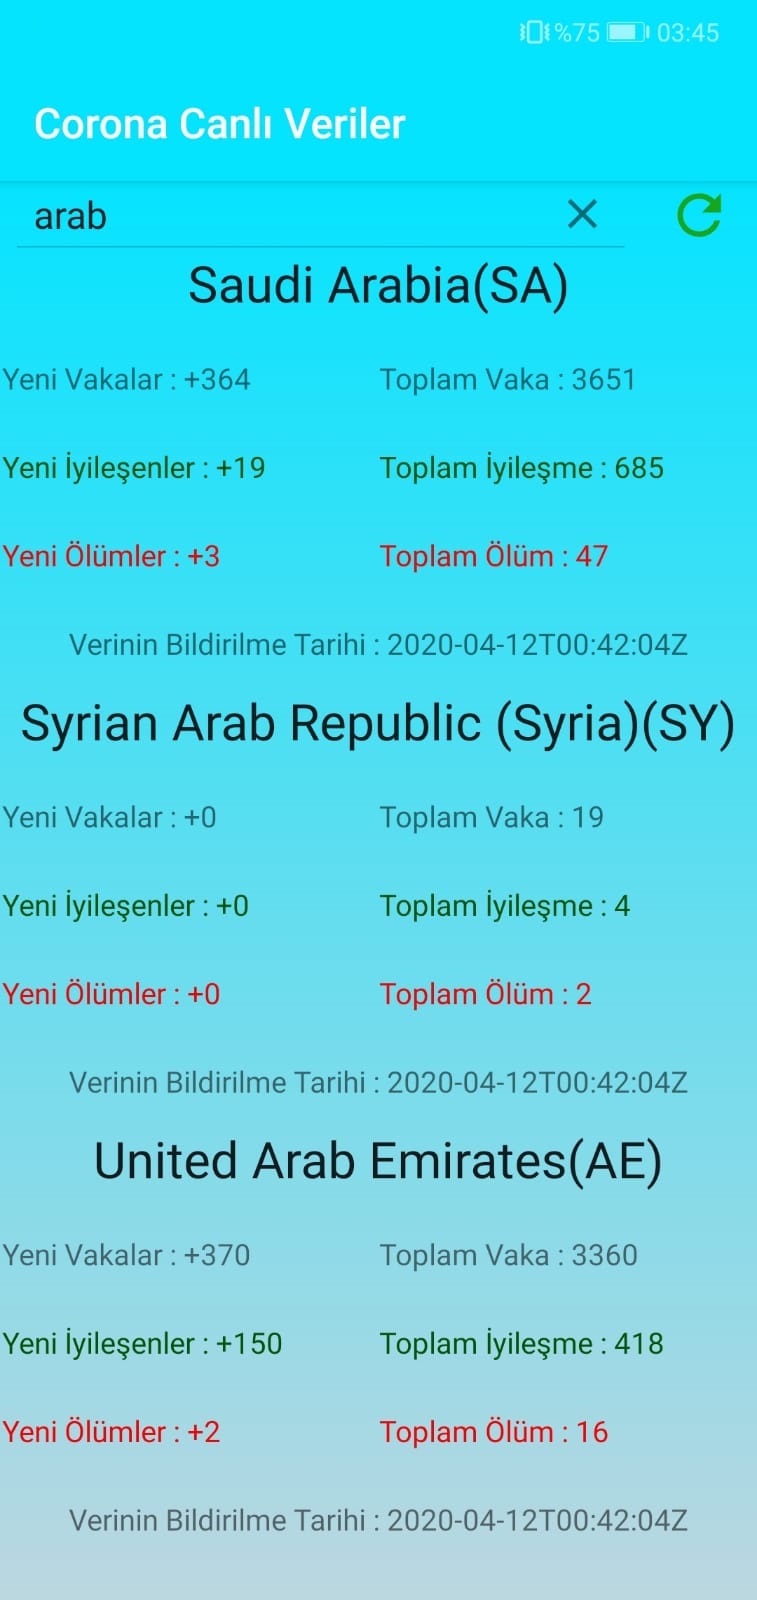 %75 03:45
Corona Canlı Veriler
arab
Saudi Arabia(SA)
Yeni Vakalar : +364 Toplam Vaka : 3651
Yeni İyileşenler : +19 Toplam İyileşme : 685
Yeni Ölümler : +3 Toplam Ölüm : 47
Verinin Bildirilme Tarihi : 2020-04-12T00:42:04Z
Syrian Arab Republic (Syria)(SY)
Yeni Vakalar : +0 Toplam Vaka : 19
Yeni İyileşenler : +0 Toplam İyileşme : 4
Yeni Ölümler : +0 Toplam Ölüm : 2
Verinin Bildirilme Tarihi : 2020-04-12T00:42:04Z
United Arab Emirates(AE)
Yeni Vakalar : +370 Toplam Vaka : 3360
Yeni İyileşenler : +150 Toplam İyileşme : 418
Yeni Ölümler : +2 Toplam Ölüm : 16
Verinin Bildirilme Tarihi : 2020-04-12T00:42:04Z